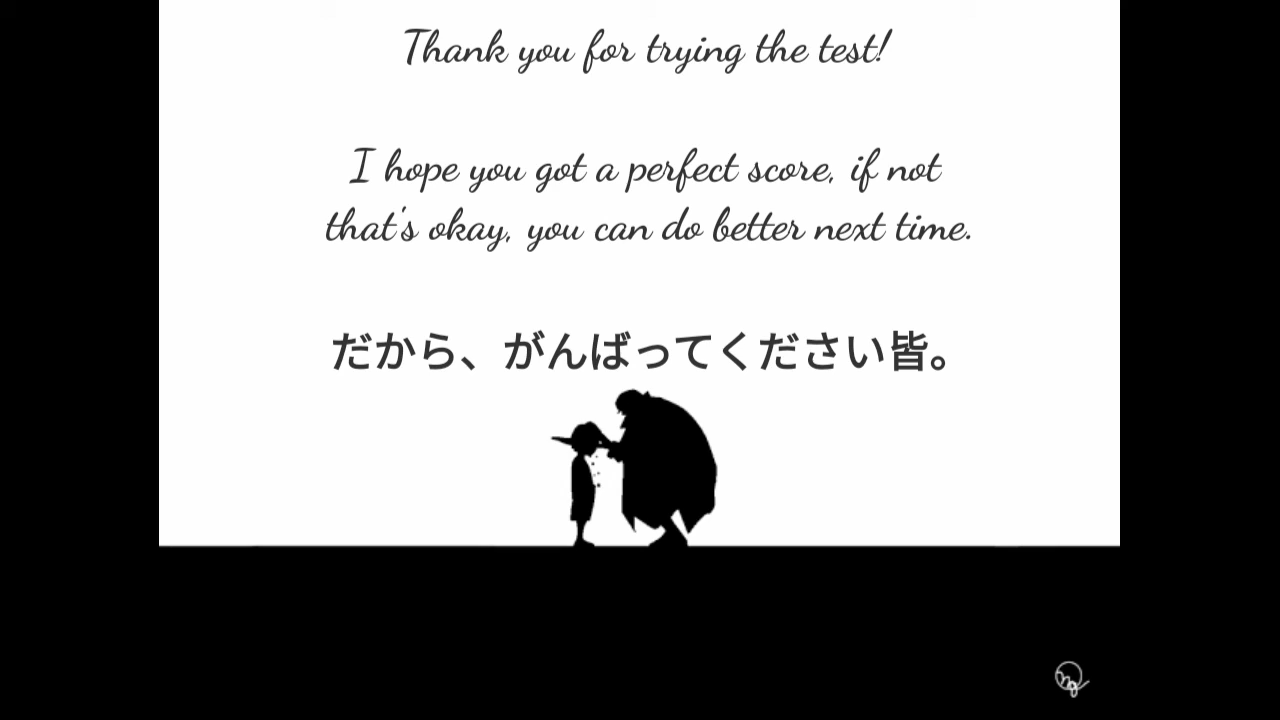 Thank you for trying the test!
I hope you got a perfect score, if not
that's okay, you can do better next time.
だから、がんばってください皆。